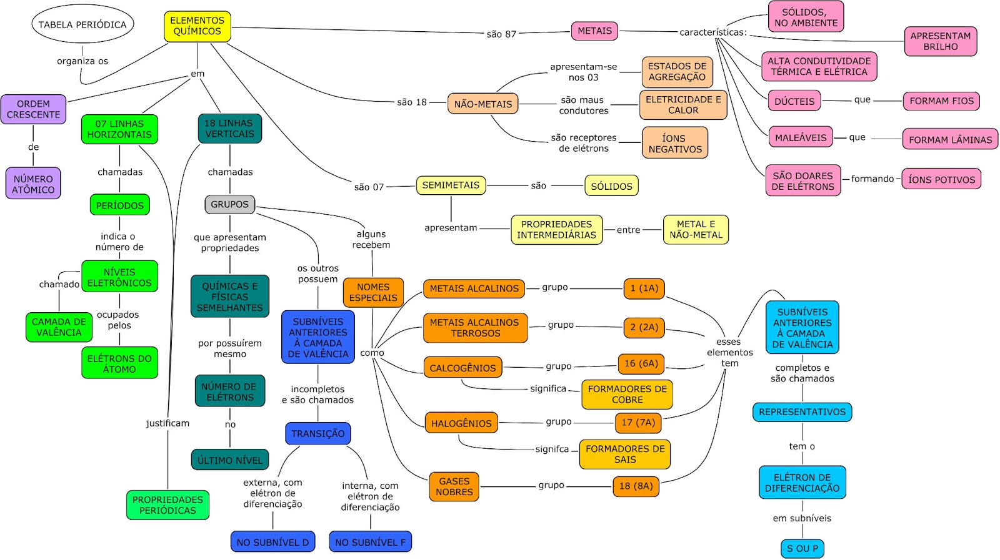 TABELA PERIÓDICA
organiza os
ELEMENTOS
QUÍMICOS
em
ORDEM
CRESCENTE
de
NÚMERO
ATÔMICO
07 LINHAS
HORIZONTAIS
chamadas
PERÍODOS
indica o
número de
NÍVEIS
ELETRÔNICOS
chamado
CAMADA DE
VALÊNCIA
ocupados
pelos
ELÉTRONS DO
ÁTOMO
18 LINHAS
VERTICAIS
chamadas
GRUPOS
que apresentam
propriedades
QUÍMICAS E
FÍSICAS
SEMELHANTES
por possuírem
mesmo
NÚMERO DE
ELÉTRONS
no
ÚLTIMO NÍVEL
justificam
PROPRIEDADES
PERIÓDICAS
os outros
possuem
SUBNÍVEIS
ANTERIORES
À CAMADA
DE VALÊNCIA
incompletos
e são chamados
TRANSIÇÃO
externa, com
elétron de
diferenciação
NO SUBNÍVEL D
interna, com
elétron de
diferenciação
NO SUBNÍVEL F
alguns
recebem
NOMES
ESPECIAIS
como
METAIS ALCALINOS
grupo
1 (1A)
METAIS ALCALINOS
TERROSOS
grupo
2 (2A)
CALCOGÊNIOS
grupo
16 (6A)
significa
FORMADORES DE
COBRE
HALOGÊNIOS
grupo
17 (7A)
signifca
FORMADORES DE
SAIS
GASES
NOBRES
grupo
18 (8A)
esses
elementos
tem
SUBNÍVEIS
ANTERIORES
À CAMADA
DE VALÊNCIA
completos e
são chamados
REPRESENTATIVOS
tem o
ELÉTRON DE
DIFERENCIAÇÃO
em subníveis
S OU P
são 87
METAIS
características:
SÓLIDOS,
NO AMBIENTE
APRESENTAM
BRILHO
ALTA CONDUTIVIDADE
TÉRMICA E ELÉTRICA
DÚCTEIS
que
FORMAM FIOS
MALEÁVEIS
que
FORMAM LÂMINAS
SÃO DOARES
DE ELÉTRONS
formando
ÍONS POTIVOS
são 18
NÃO-METAIS
apresentam-se
nos 03
ESTADOS DE
AGREGAÇÃO
são maus
condutores
ELETRICIDADE E
CALOR
são receptores
de elétrons
ÍONS
NEGATIVOS
são 07
SEMIMETAIS
são
SÓLIDOS
apresentam
PROPRIEDADES
INTERMEDIÁRIAS
entre
METAL E
NÃO-METAL